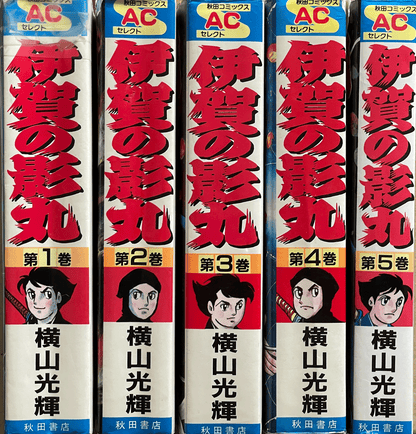 秋田コミックス
AC
セレクト
伊賀の影丸
第1巻
横山光輝
秋田書店
秋田コミックス
AC
セレクト
伊賀の影丸
第2巻
横山光輝
秋田書店
秋田コミックス
AC
セレクト
伊賀の影丸
第3巻
横山光輝
秋田書店
秋田コミックス
AC
セレクト
伊賀の影丸
第4巻
横山光輝
秋田書店
秋田コミックス
AC
セレクト
伊賀の影丸
第5巻
横山光輝
秋田書店